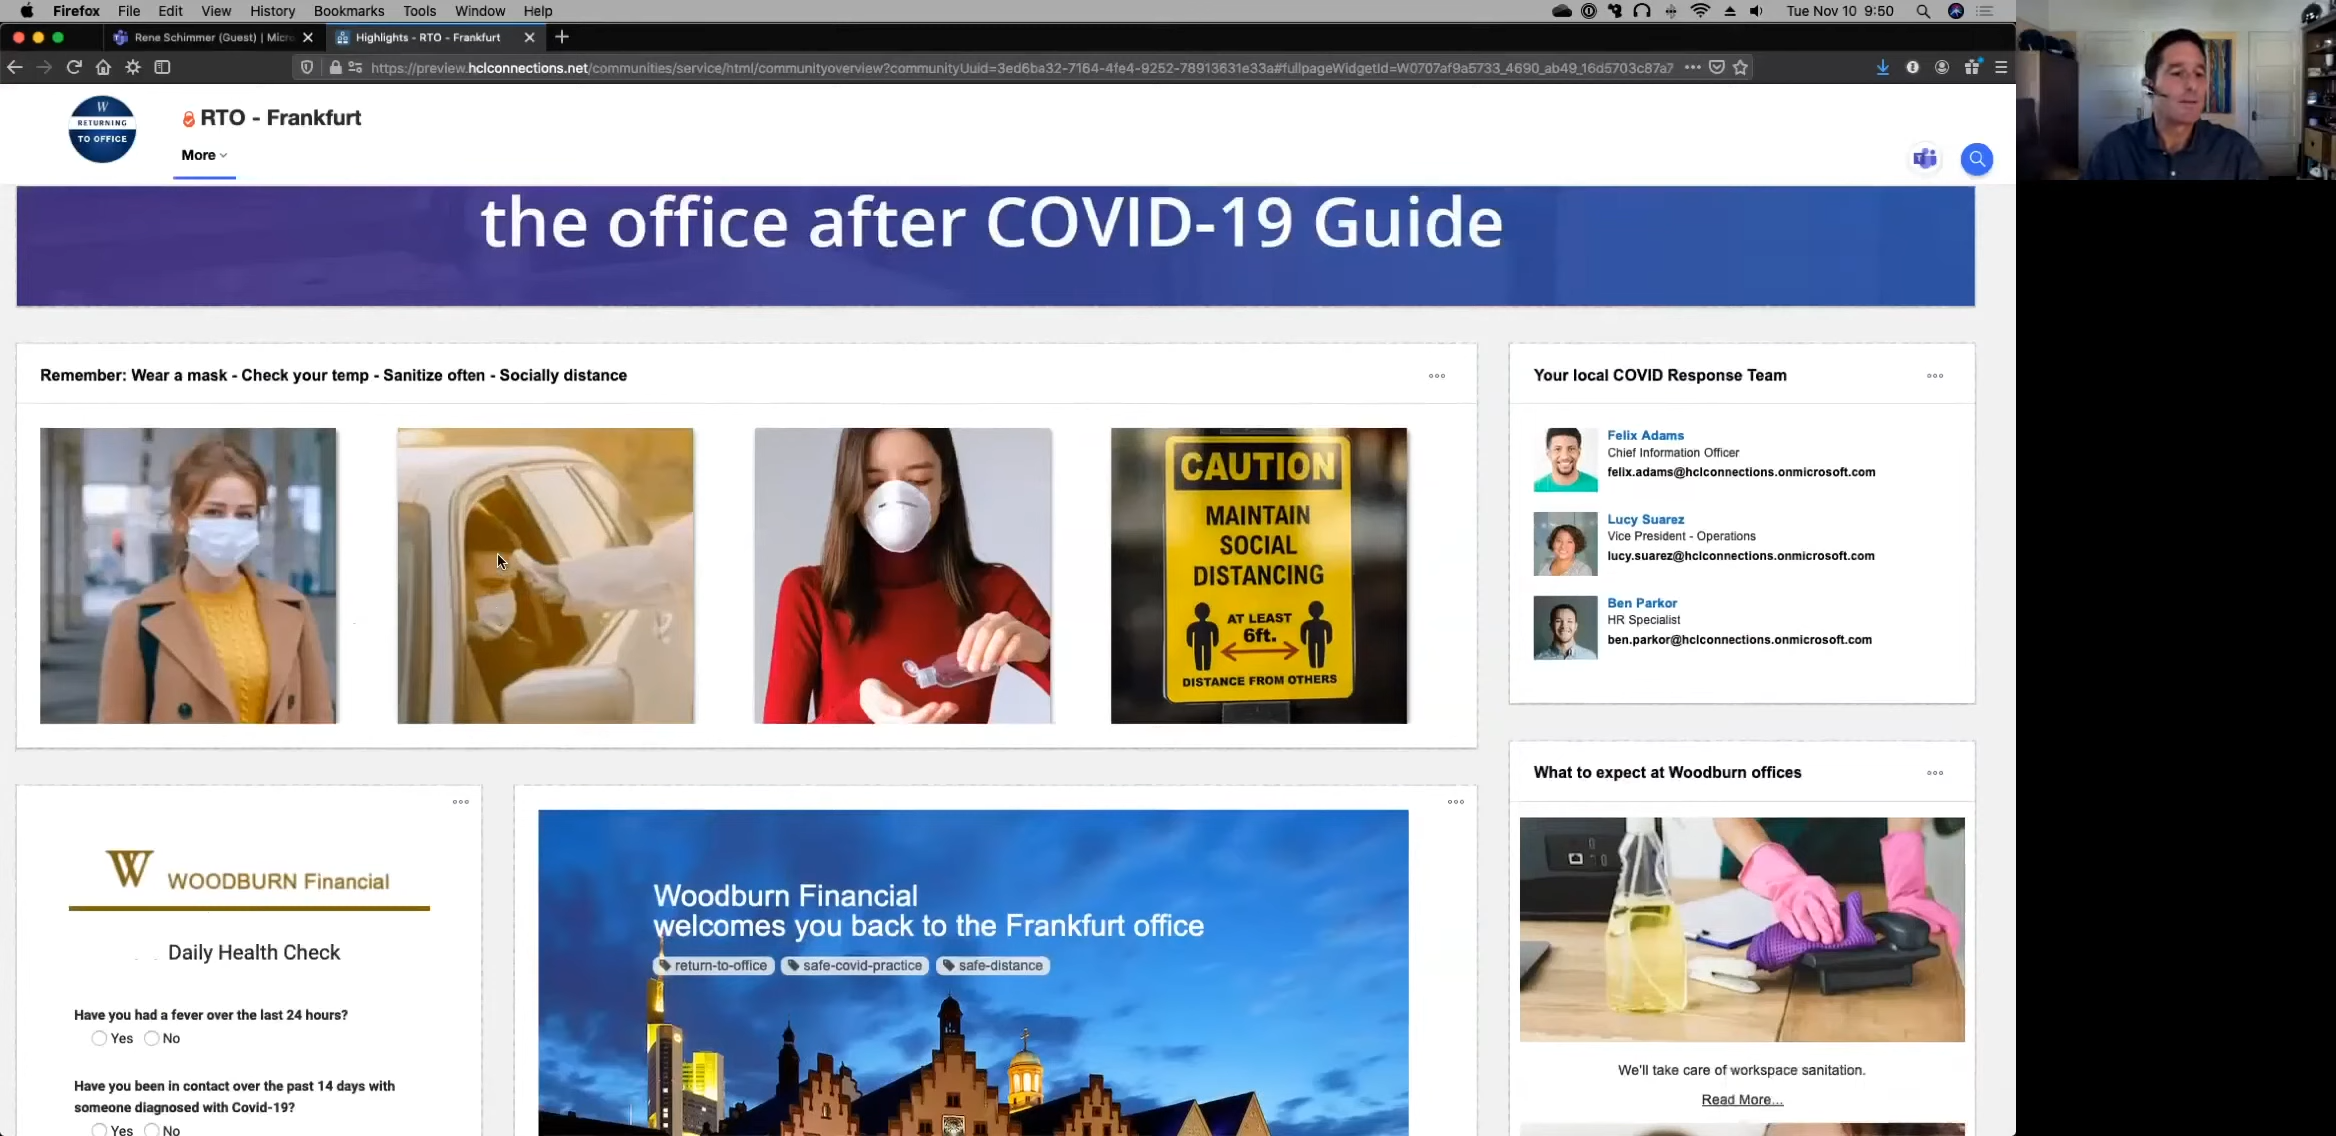 Firefox File Edit View History Bookmarks Tools Window Help
Tue Nov 10 9:50
Rene Schimmer (Guest) | Micr
Highlights - RTO - Frankfurt
https://preview.hclconnections.net/communities/service/html/communityoverview?communityUuid=3ed6ba32-7164-4fe4-9252-78913631e33a#fullpageWidgetId=W0707af9a5733_4690_ab49_16d5703c87a7
W
RETURNING
TO OFFICE
RTO - Frankfurt
More
the office after COVID-19 Guide
Remember: Wear a mask - Check your temp - Sanitize often - Socially distance
CAUTION
MAINTAIN
SOCIAL
DISTANCING
AT LEAST
6ft.
DISTANCE FROM OTHERS
Your local COVID Response Team
Felix Adams
Chief Information Officer
felix.adams@hclconnections.onmicrosoft.com
Lucy Suarez
Vice President - Operations
lucy.suarez@hclconnections.onmicrosoft.com
Ben Parkor
HR Specialist
ben.parkor@hclconnections.onmicrosoft.com
W WOODBURN Financial
Daily Health Check
Have you had a fever over the last 24 hours?
Yes No
Have you been in contact over the past 14 days with
someone diagnosed with Covid-19?
Yes No
Woodburn Financial
welcomes you back to the Frankfurt office
return-to-office safe-covid-practice safe-distance
What to expect at Woodburn offices
We'll take care of workspace sanitation.
Read More...